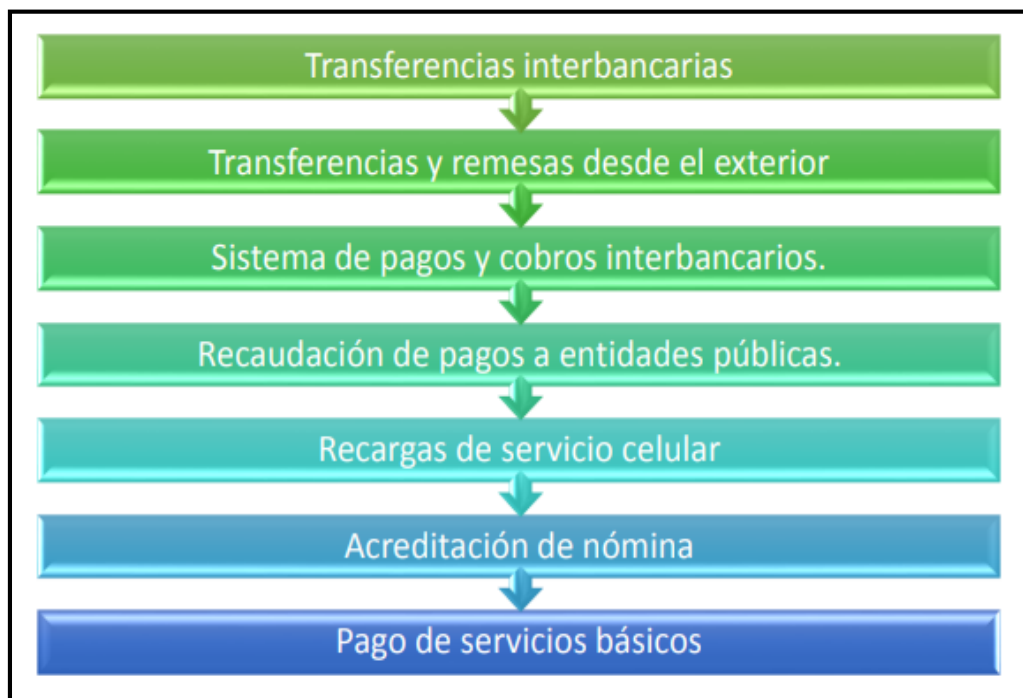 Transferencias interbancarias
Transferencias y remesas desde el exterior
Sistema de pagos y cobros interbancarios.
Recaudación de pagos a entidades públicas.
Recargas de servicio celular
Acreditación de nómina
Pago de servicios básicos